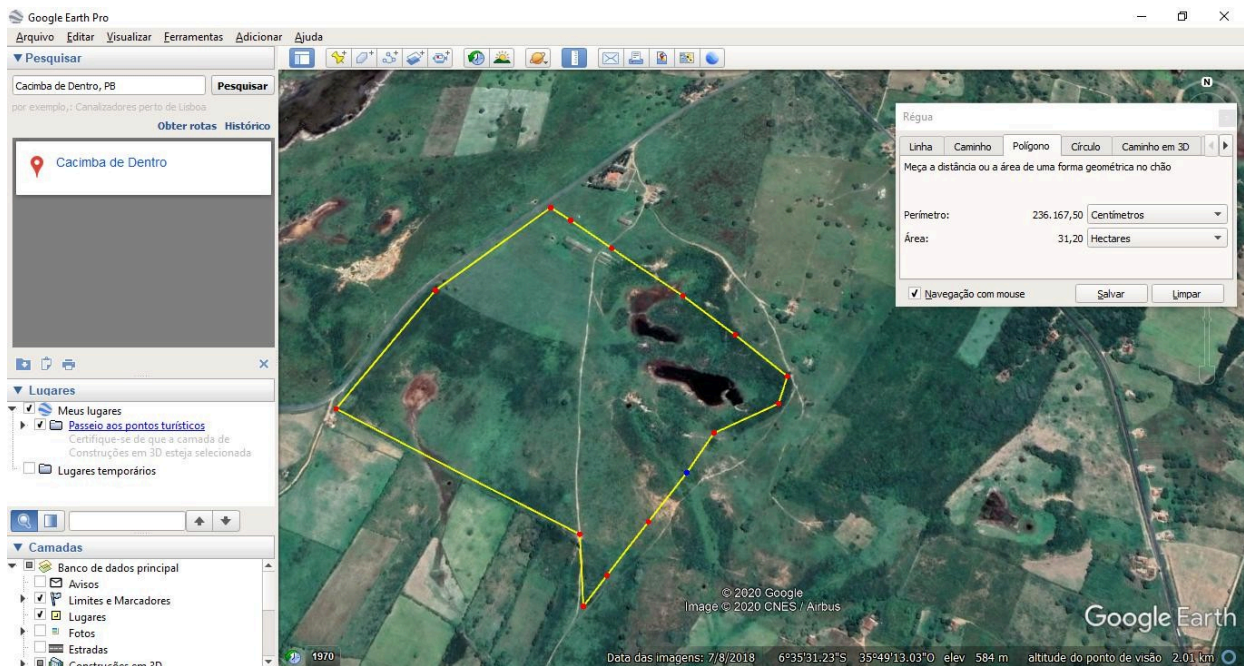 Google Earth Pro
Arquivo Editar Visualizar Ferramentas Adicionar Ajuda
Pesquisar
Cacimba de Dentro, PB
Pesquisar
por exemplo,: Canalizadores perto de Lisboa
Obter rotas Histórico
Cacimba de Dentro
Lugares
Meus lugares
Passeio aos pontos turísticos
Certifique-se de que a camada de
Construções em 3D esteja selecionada
Lugares temporários
Camadas
Banco de dados principal
Avisos
Limites e Marcadores
Lugares
Fotos
Estradas
Construções em 3D
N
Régua
Linha Caminho Polígono Círculo Caminho em 3D
Meça a distância ou a área de uma forma geométrica no chão
Perímetro: 236.167,50 Centímetros
Área: 31,20 Hectares
Navegação com mouse Salvar Limpar
© 2020 Google
Image © 2020 CNES / Airbus
Google Earth
1970
Data das imagens: 7/8/2018 6°35'31.23"S 35°49'13.03"O elev 584 m altitude do ponto de visão 2.01 km